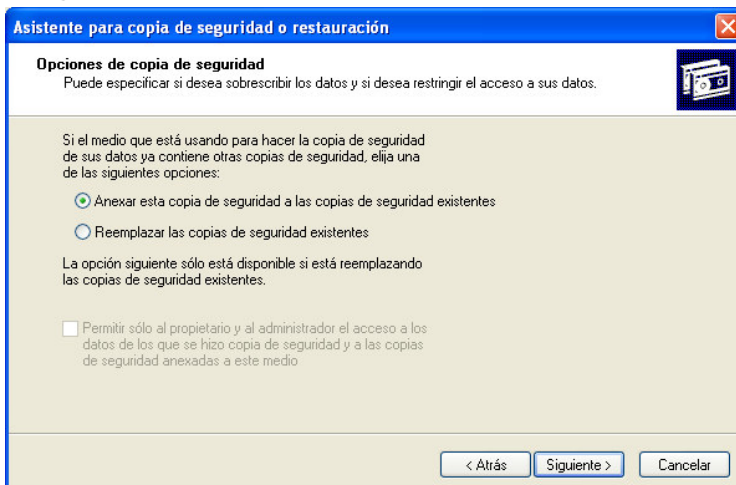 Asistente para copia de seguridad o restauración
Opciones de copia de seguridad
Puede especificar si desea sobrescribir los datos y si desea restringir el acceso a sus datos.
Si el medio que está usando para hacer la copia de seguridad
de sus datos ya contiene otras copias de seguridad, elija una
de las siguientes opciones:
Anexar esta copia de seguridad a las copias de seguridad existentes
Reemplazar las copias de seguridad existentes
La opción siguiente sólo está disponible si está reemplazando
las copias de seguridad existentes.
Permitir sólo al propietario y al administrador el acceso a los
datos de los que se hizo copia de seguridad y a las copias
de seguridad anexadas a este medio
< Atrás Siguiente > Cancelar